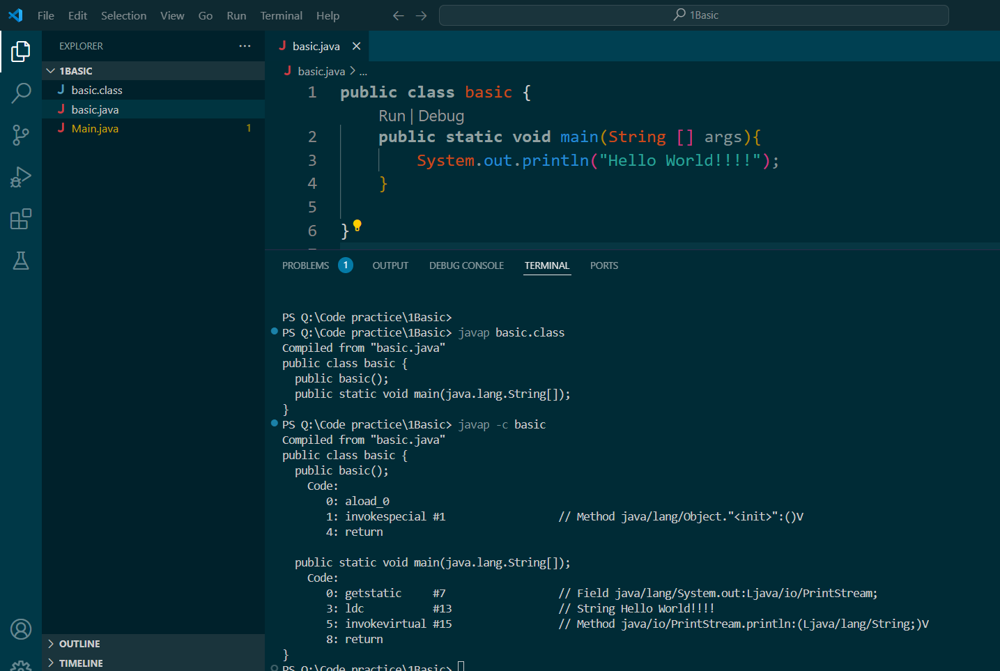 File Edit Selection View Go Run Terminal Help 1Basic
EXPLORER ...
1BASIC
basic.class
basic.java
Main.java 1
OUTLINE
TIMELINE
basic.java
basic.java > ...
1 public class basic {
Run | Debug
2 public static void main(String [] args){
3 System.out.println("Hello World!!!!");
4 }
5
6 }
PROBLEMS 1 OUTPUT DEBUG CONSOLE TERMINAL PORTS
PS Q:\Code practice\1Basic>
PS Q:\Code practice\1Basic> javap basic.class
Compiled from "basic.java"
public class basic {
public basic();
public static void main(java.lang.String[]);
}
PS Q:\Code practice\1Basic> javap -c basic
Compiled from "basic.java"
public class basic {
public basic();
Code:
0: aload_0
1: invokespecial #1 // Method java/lang/Object."<init>":()V
4: return
public static void main(java.lang.String[]);
Code:
0: getstatic #7 // Field java/lang/System.out:Ljava/io/PrintStream;
3: ldc #13 // String Hello World!!!!
5: invokevirtual #15 // Method java/io/PrintStream.println:(Ljava/lang/String;)V
8: return
}
PS Q:\Code practice\1Basic>